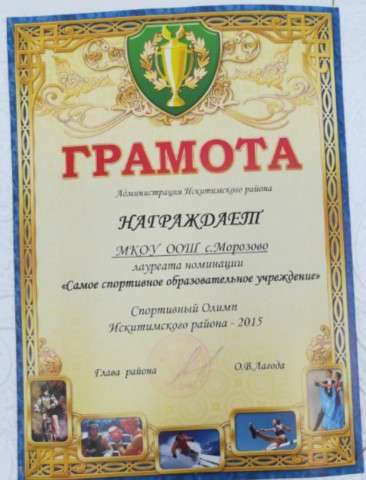 ГРАМОТА
Администрация Искитимского района
НАГРАЖДАЕТ
МКОУ ООШ с.Морозово
лауреата номинации
«Самое спортивное образовательное учреждение»
Спортивный Олимп
Искитимского района - 2015
Глава района О.В.Лагода